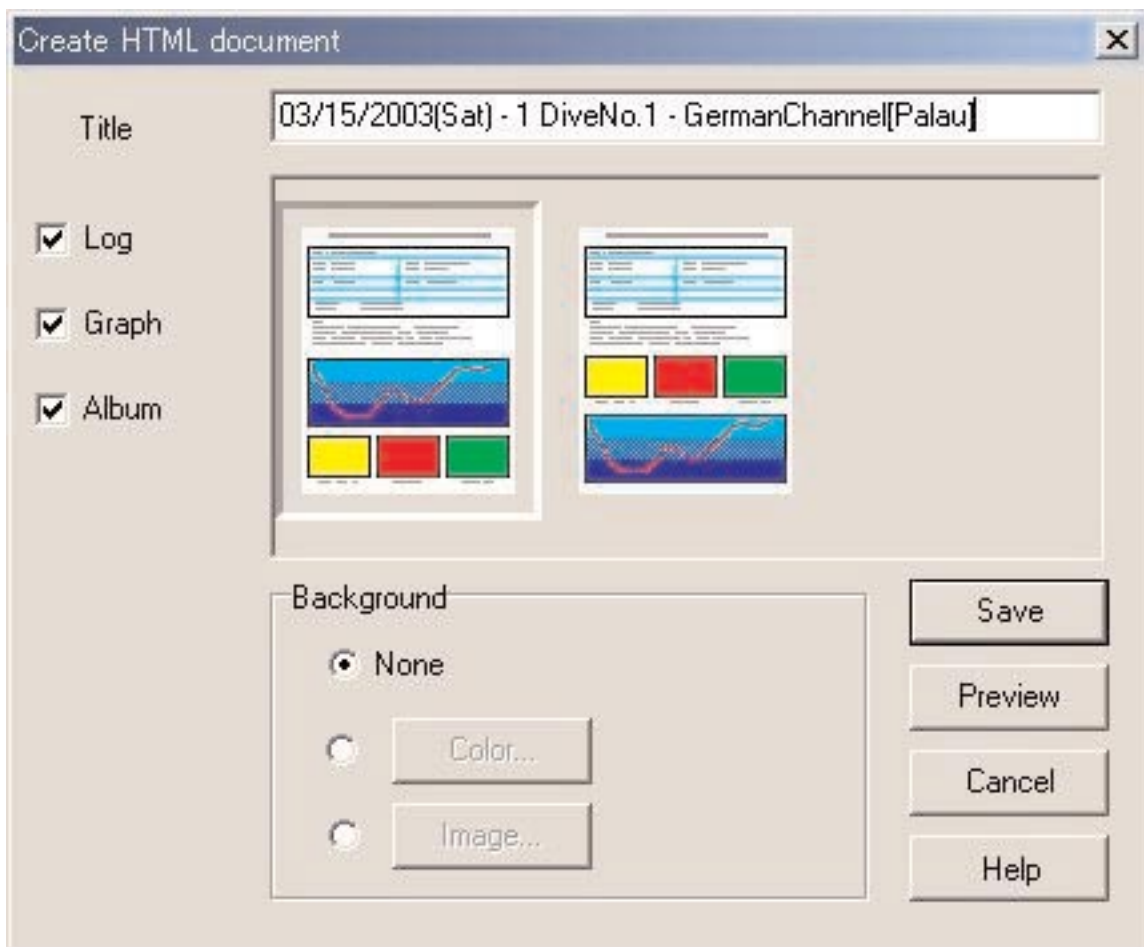 Create HTML document
Title
03/15/2003(Sat) - 1 DiveNo.1 - GermanChannel[Palau]
Log
Graph
Album
Background
None
Color...
Image...
Save
Preview
Cancel
Help